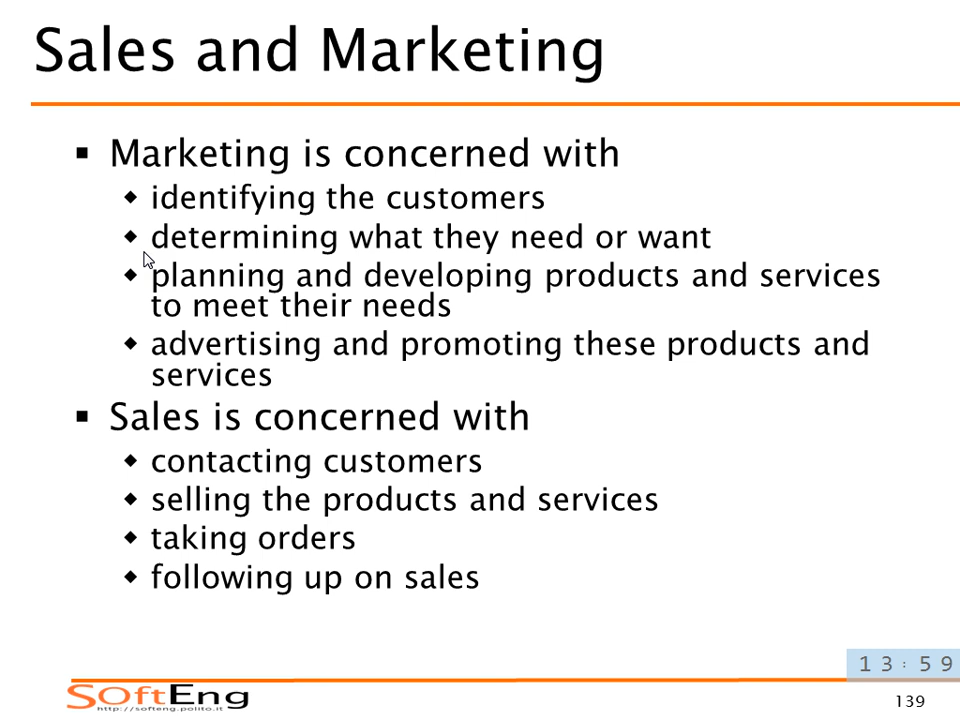 Sales and Marketing
Marketing is concerned with
identifying the customers
determining what they need or want
planning and developing products and services
to meet their needs
advertising and promoting these products and
services
Sales is concerned with
contacting customers
selling the products and services
taking orders
following up on sales
13:59
SoftEng
http://softeng.polito.it
139